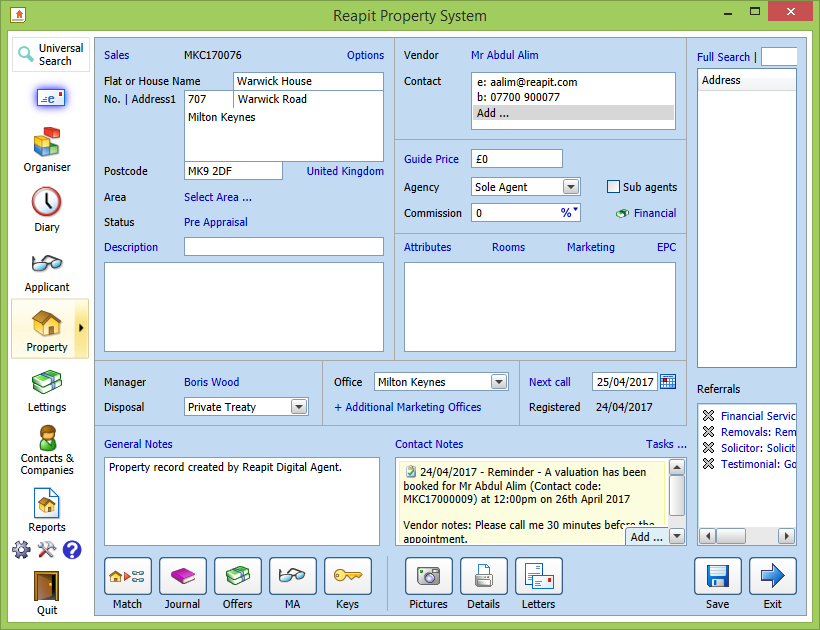 Reapit Property System
Universal
Search
Organiser
Diary
Applicant
Property
Lettings
Contacts &
Companies
Reports
Quit
Sales MKC170076 Options
Flat or House Name Warwick House
No. | Address1 707 Warwick Road
Milton Keynes
Postcode MK9 2DF United Kingdom
Area Select Area ...
Status Pre Appraisal
Description
Vendor Mr Abdul Alim
Contact e: aalim@reapit.com
b: 07700 900077
Add ...
Guide Price £0
Agency Sole Agent Sub agents
Commission 0 % Financial
Attributes Rooms Marketing EPC
Full Search |
Address
Manager Boris Wood
Disposal Private Treaty
Office Milton Keynes
+ Additional Marketing Offices
Next call 25/04/2017
Registered 24/04/2017
Referrals
Financial Servic
Removals: Rem
Solicitor: Solicit
Testimonial: Go
General Notes
Property record created by Reapit Digital Agent.
Contact Notes Tasks ...
24/04/2017 - Reminder - A valuation has been
booked for Mr Abdul Alim (Contact code:
MKC17000009) at 12:00pm on 26th April 2017
Vendor notes: Please call me 30 minutes before the
appointment.
Add ...
Match Journal Offers MA Keys Pictures Details Letters Save Exit